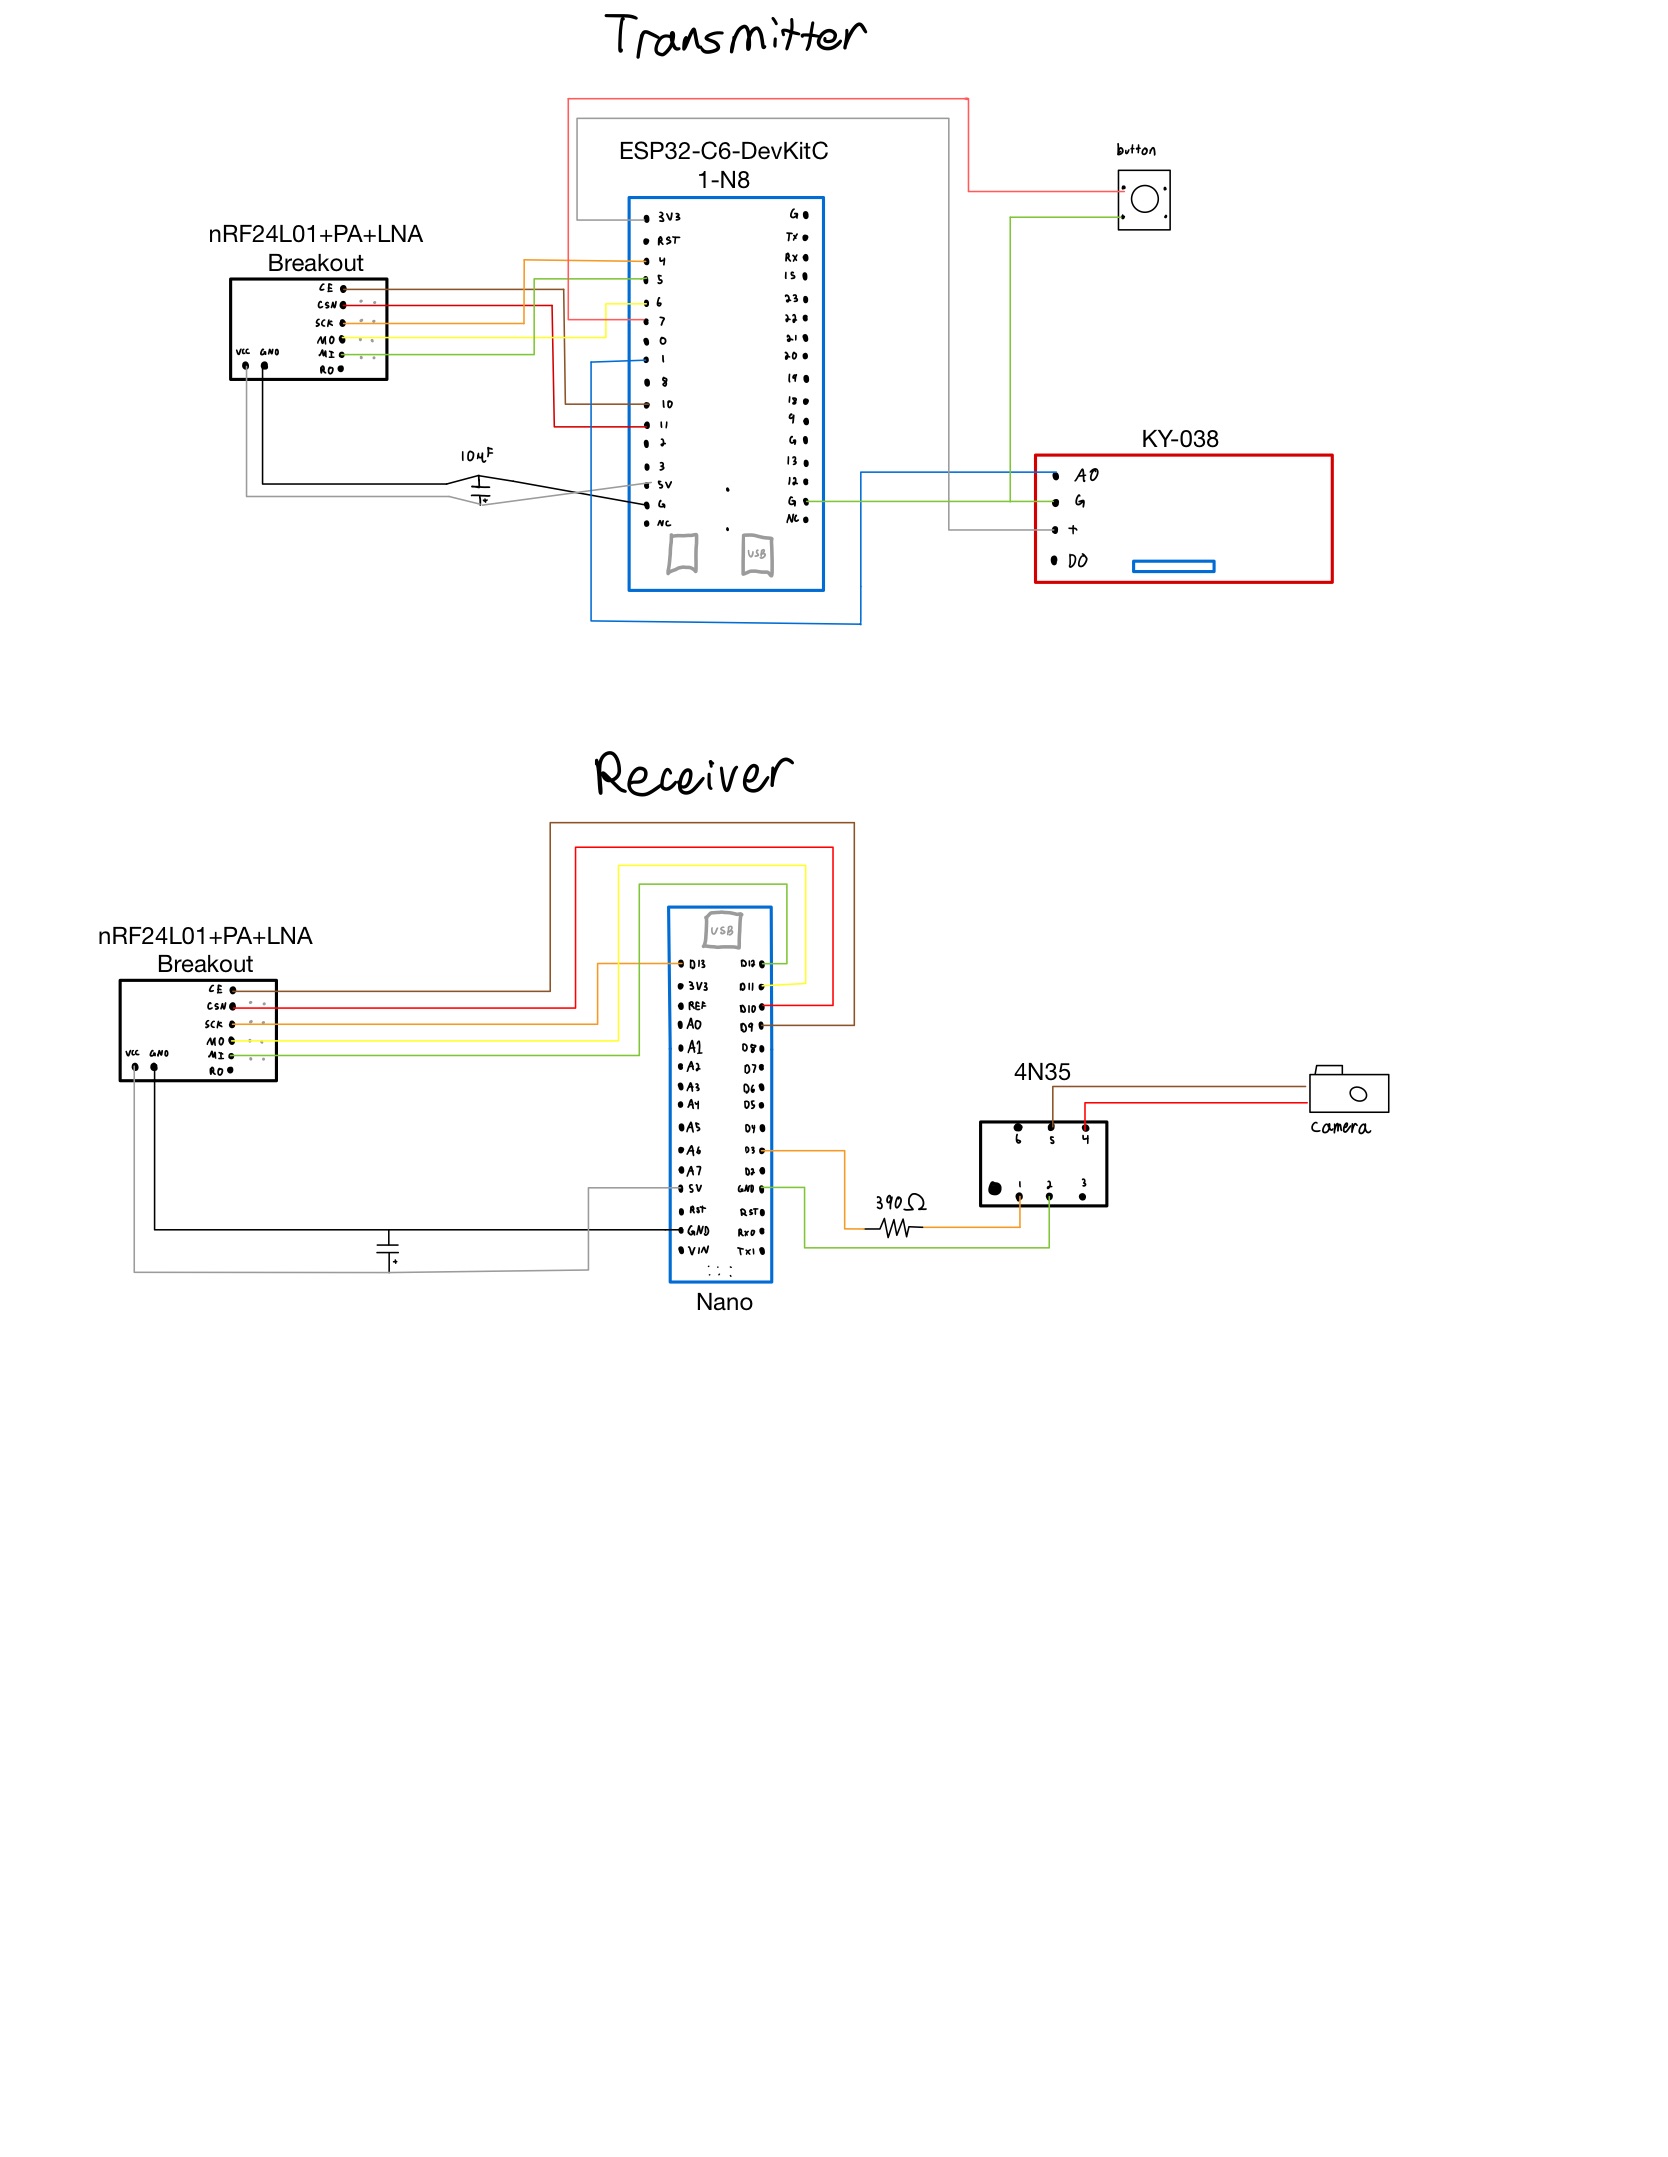 Transmitter
button
ESP32-C6-DevKitC
1-N8
3V3
RST
4
5
6
7
0
1
8
10
11
2
3
5V
G
NC
G
TX
RX
15
23
22
21
20
19
18
9
G
13
12
G
NC
USB
nRF24L01+PA+LNA
Breakout
CE
CSN
SCK
MO
MI
RO
VCC GND
10µF
+
KY-038
A0
G
+
D0
Receiver
nRF24L01+PA+LNA
Breakout
CE
CSN
SCK
MO
MI
RO
VCC GND
+
USB
D13
3V3
REF
A0
A1
A2
A3
A4
A5
A6
A7
5V
RST
GND
VIN
D12
D11
D10
D9
D8
D7
D6
D5
D4
D3
D2
GND
RST
RX0
TX1
Nano
390Ω
4N35
6 5 4
1 2 3
Camera